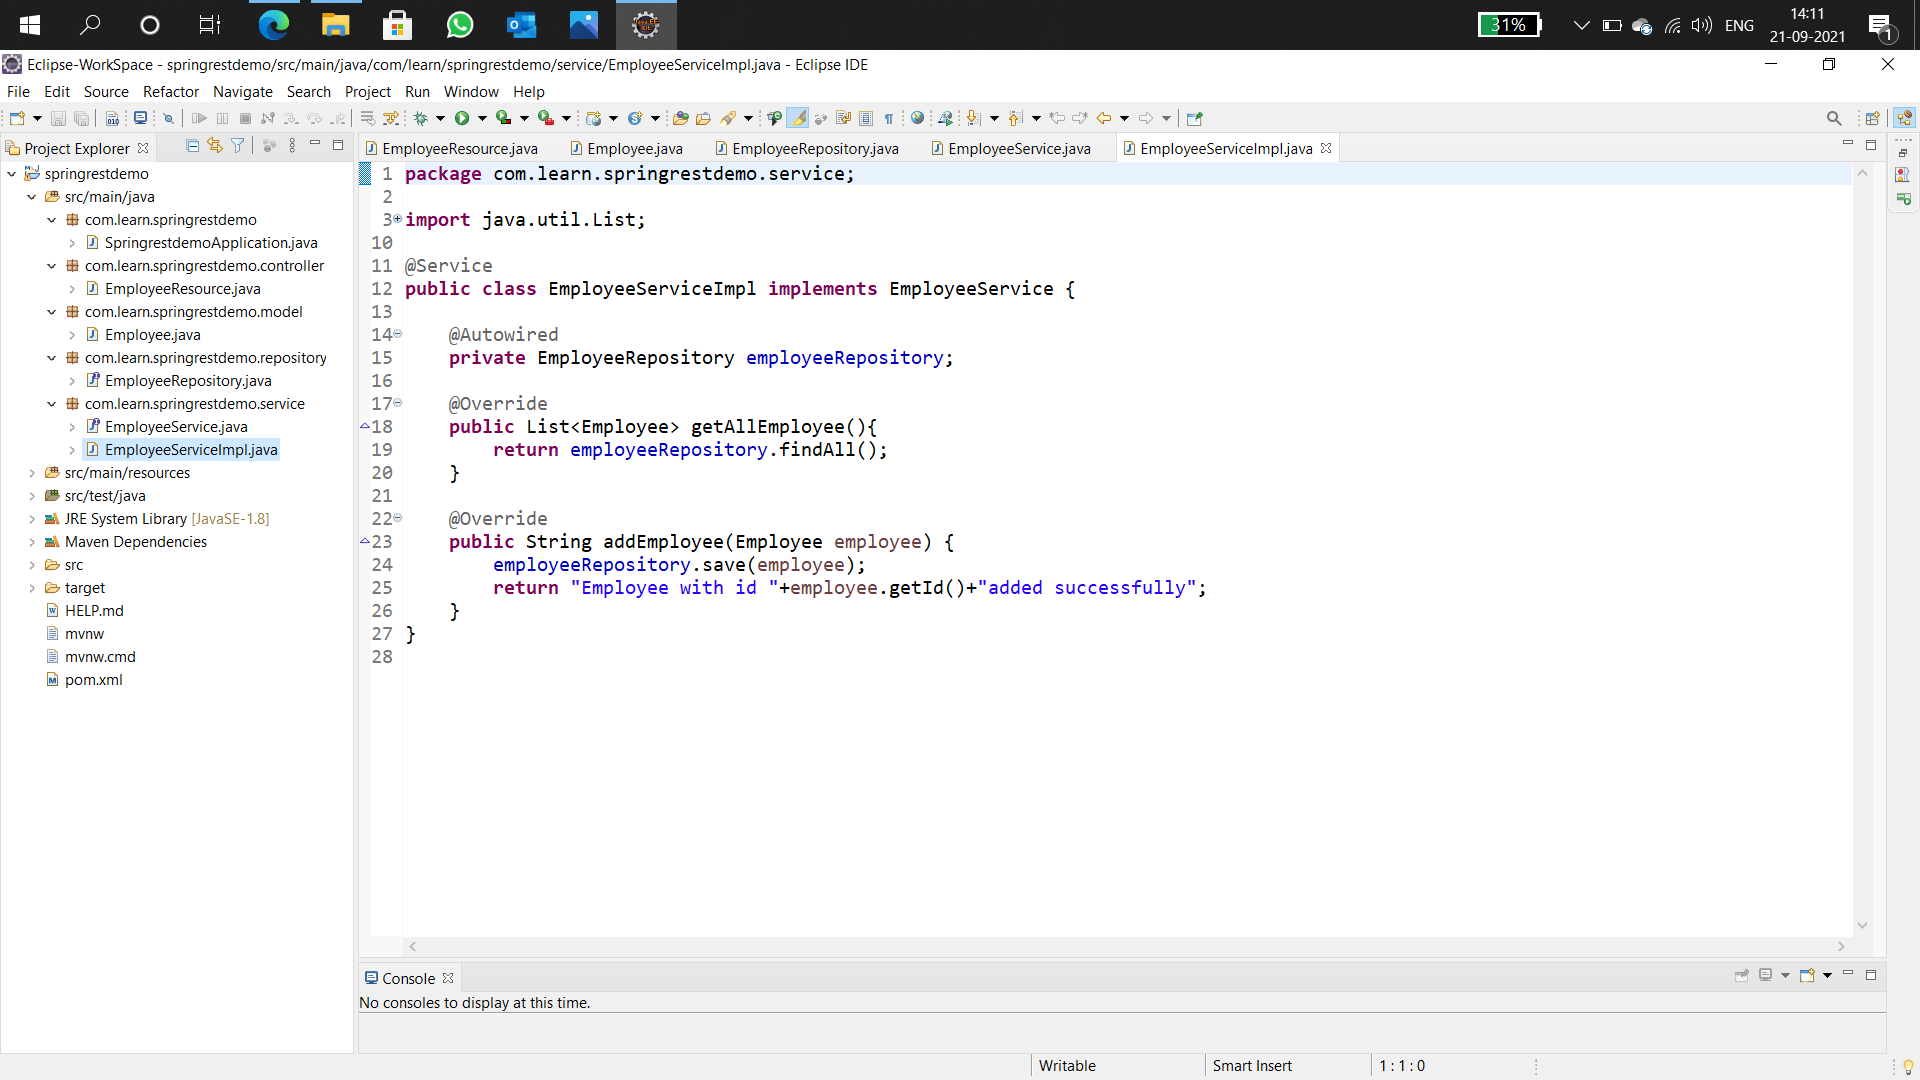 31%
ENG
14:11
21-09-2021
1
Eclipse-WorkSpace - springrestdemo/src/main/java/com/learn/springrestdemo/service/EmployeeServiceImpl.java - Eclipse IDE
File Edit Source Refactor Navigate Search Project Run Window Help
Project Explorer
springrestdemo
src/main/java
com.learn.springrestdemo
SpringrestdemoApplication.java
com.learn.springrestdemo.controller
EmployeeResource.java
com.learn.springrestdemo.model
Employee.java
com.learn.springrestdemo.repository
EmployeeRepository.java
com.learn.springrestdemo.service
EmployeeService.java
EmployeeServiceImpl.java
src/main/resources
src/test/java
JRE System Library [JavaSE-1.8]
Maven Dependencies
src
target
HELP.md
mvnw
mvnw.cmd
pom.xml
EmployeeResource.java Employee.java EmployeeRepository.java EmployeeService.java EmployeeServiceImpl.java
1 package com.learn.springrestdemo.service;
2
3 import java.util.List;
10
11 @Service
12 public class EmployeeServiceImpl implements EmployeeService {
13
14 @Autowired
15 private EmployeeRepository employeeRepository;
16
17 @Override
18 public List<Employee> getAllEmployee(){
19 return employeeRepository.findAll();
20 }
21
22 @Override
23 public String addEmployee(Employee employee) {
24 employeeRepository.save(employee);
25 return "Employee with id "+employee.getId()+"added successfully";
26 }
27 }
28
Console
No consoles to display at this time.
Writable Smart Insert 1 : 1 : 0